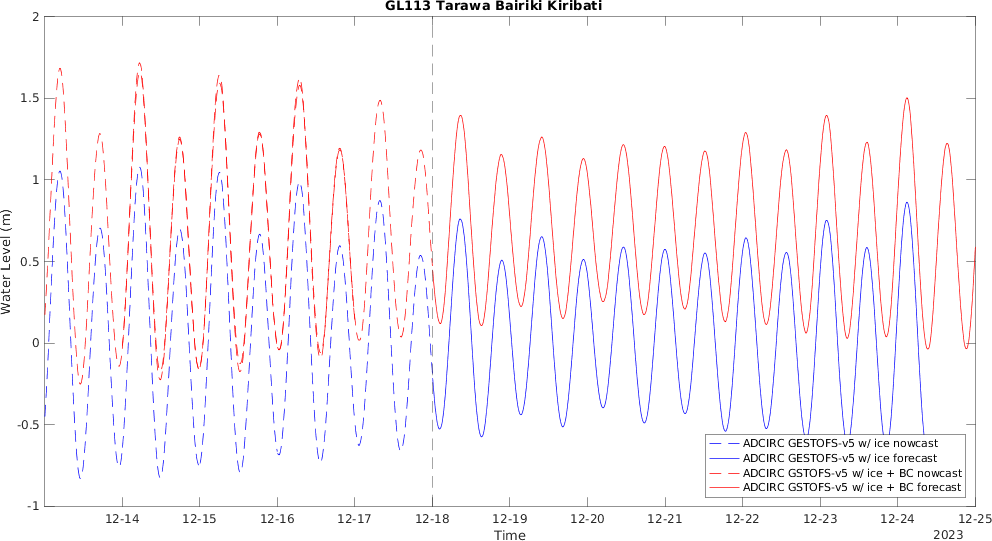 GL113 Tarawa Bairiki Kiribati
Water Level (m)
2
1.5
1
0.5
0
-0.5
-1
12-14 12-15 12-16 12-17 12-18 12-19 12-20 12-21 12-22 12-23 12-24 12-25
Time
2023
ADCIRC GESTOFS-v5 w/ ice nowcast
ADCIRC GESTOFS-v5 w/ ice forecast
ADCIRC GSTOFS-v5 w/ ice + BC nowcast
ADCIRC GSTOFS-v5 w/ ice + BC forecast